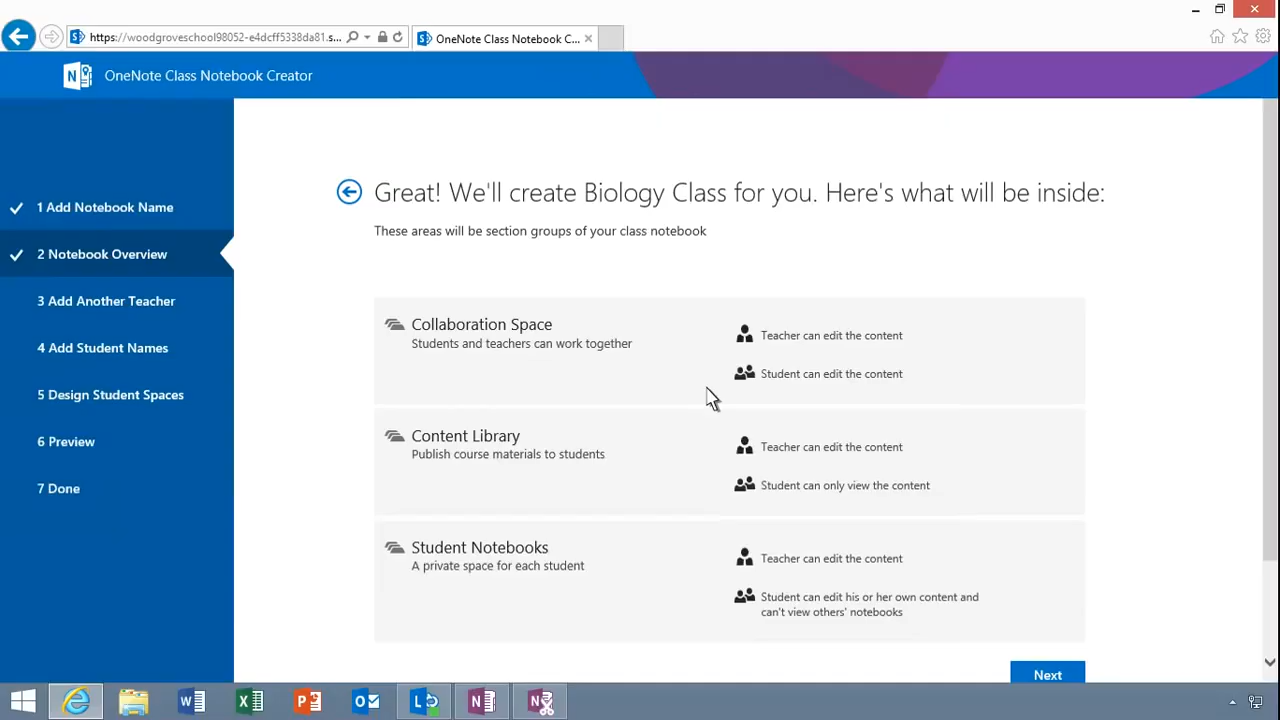 https://woodgroveschool98052-e4dcff5338da81.s...
OneNote Class Notebook C...
OneNote Class Notebook Creator
1 Add Notebook Name
2 Notebook Overview
3 Add Another Teacher
4 Add Student Names
5 Design Student Spaces
6 Preview
7 Done
Great! We'll create Biology Class for you. Here's what will be inside:
These areas will be section groups of your class notebook
Collaboration Space
Students and teachers can work together
Teacher can edit the content
Student can edit the content
Content Library
Publish course materials to students
Teacher can edit the content
Student can only view the content
Student Notebooks
A private space for each student
Teacher can edit the content
Student can edit his or her own content and
can't view others' notebooks
Next